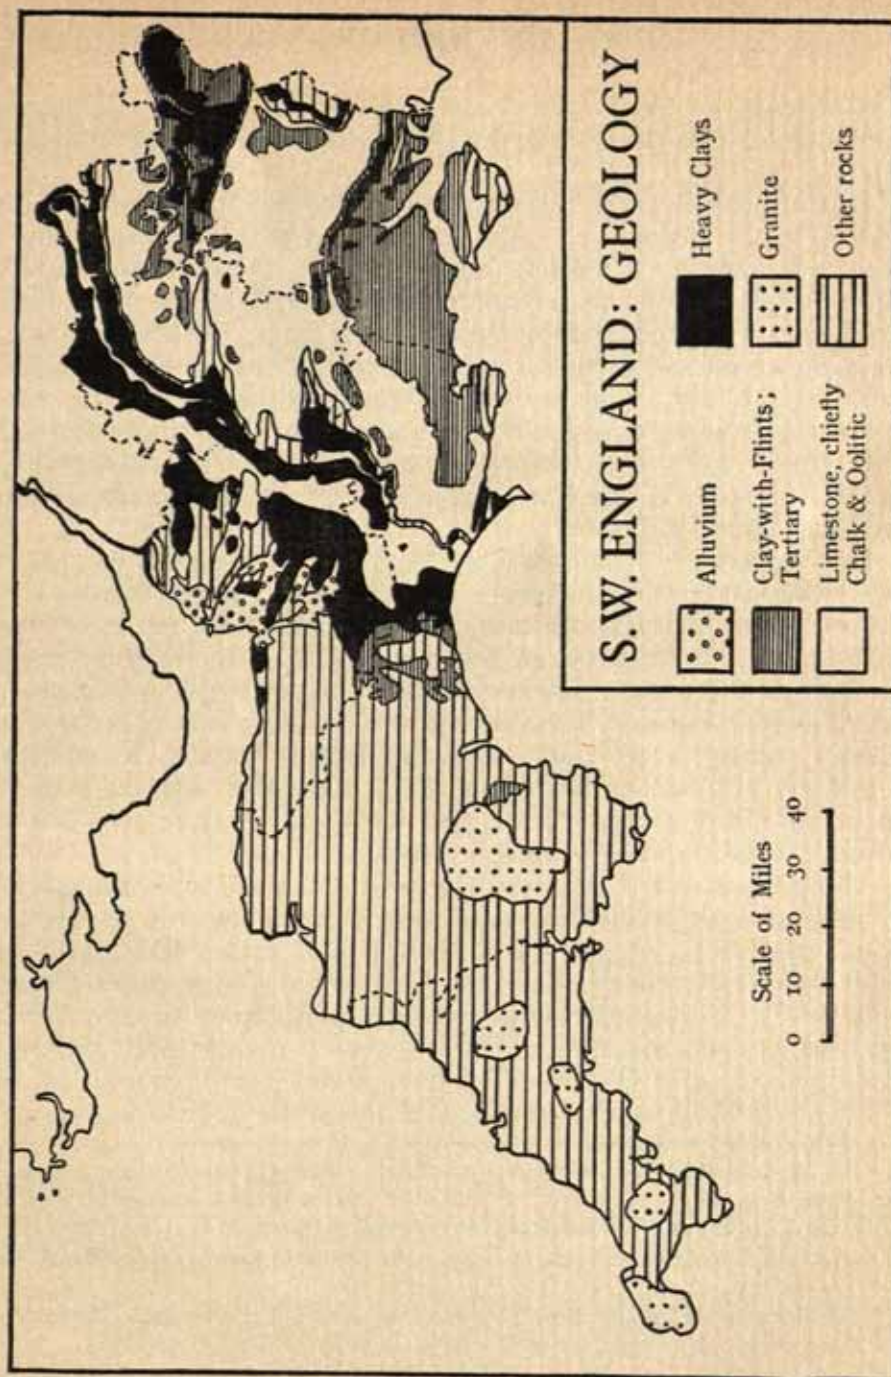 S.W. ENGLAND: GEOLOGY
Alluvium
Heavy Clays
Clay-with-Flints;
Tertiary
Granite
Limestone, chiefly
Chalk & Oolitic
Other rocks
Scale of Miles
0 10 20 30 40